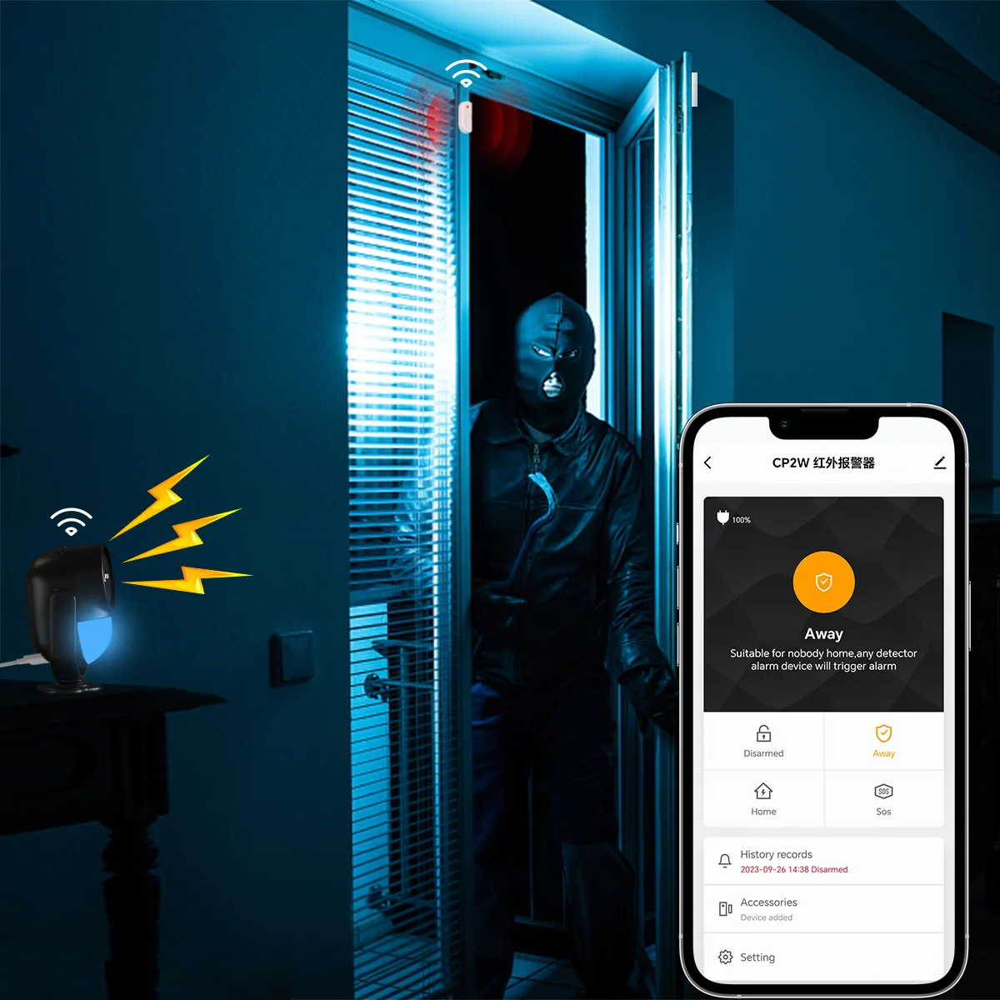 CP2W 红外报警器
100%
Away
Suitable for nobody home,any detector
alarm device will trigger alarm
Disarmed
Away
Home
SOS
Sos
History records
2023-09-26 14:38 Disarmed
Accessories
Device added
Setting